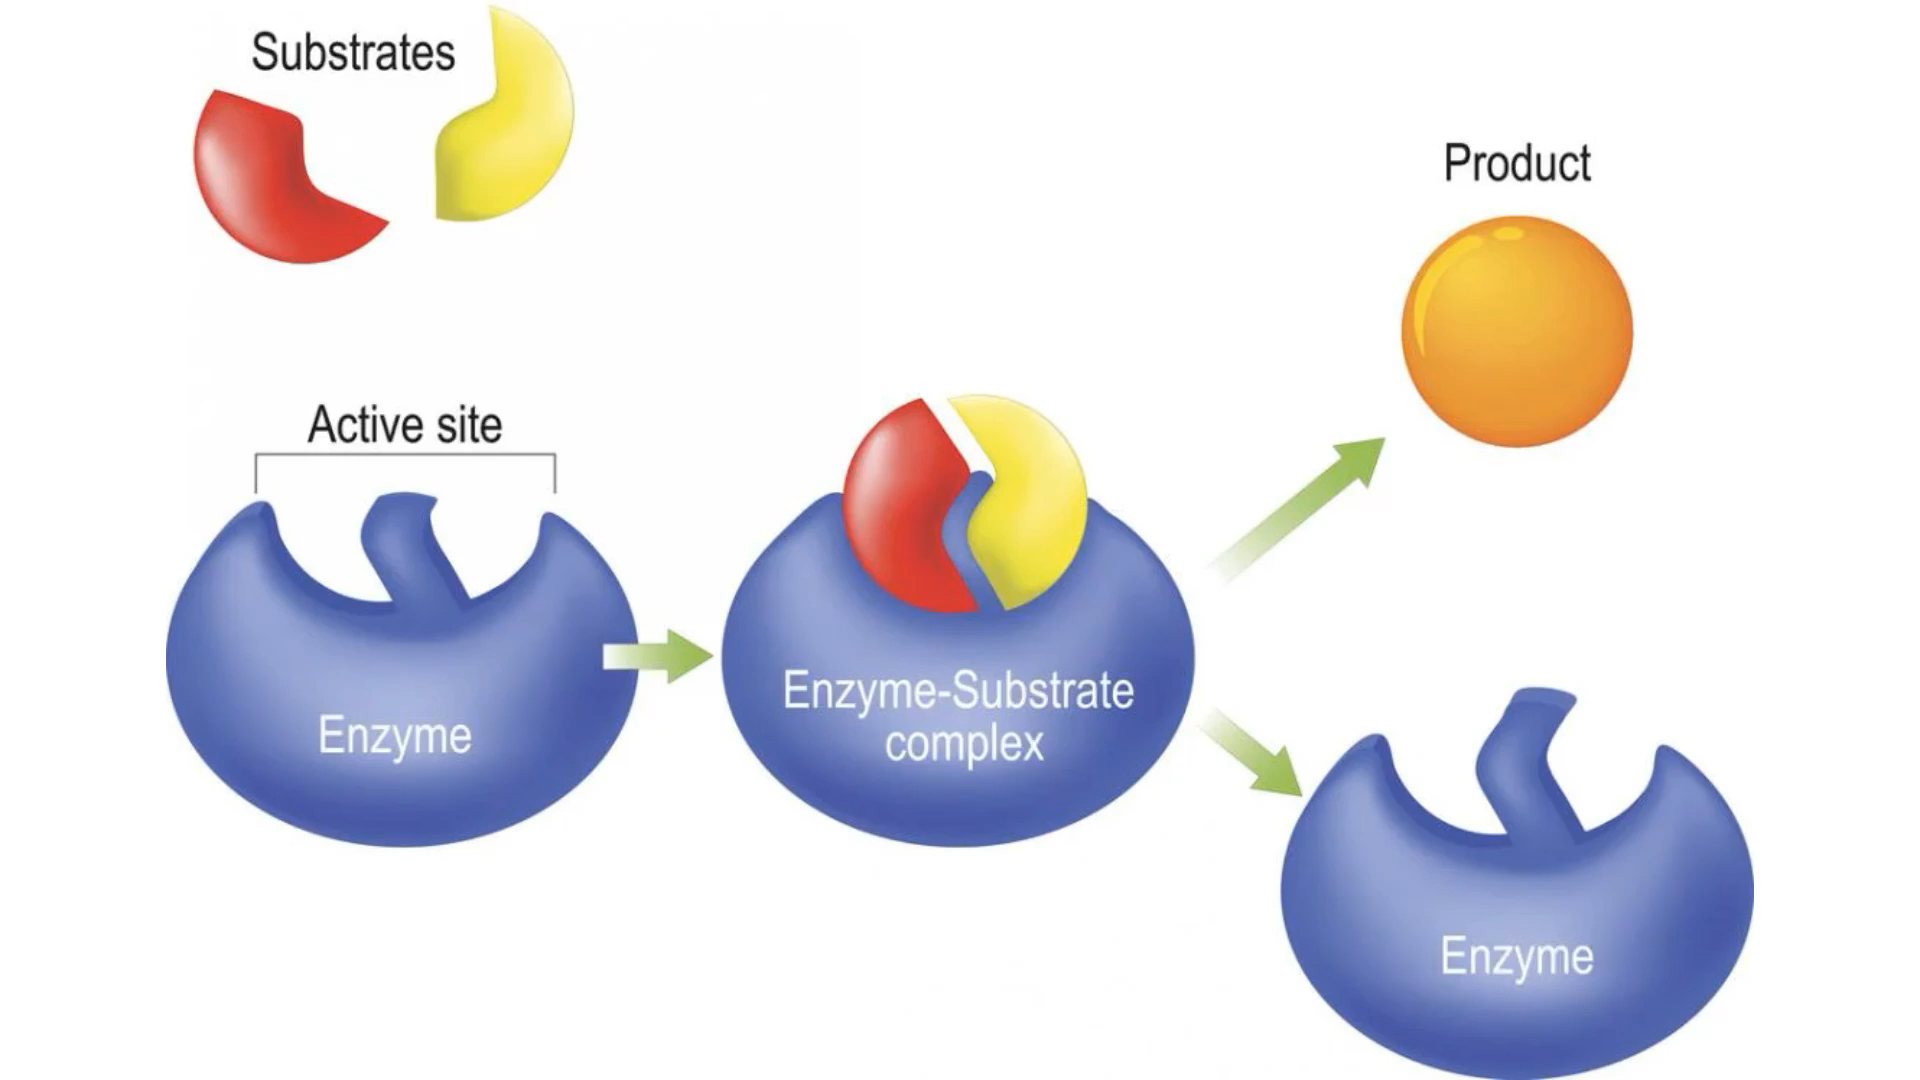 Substrates
Product
Active site
Enzyme
Enzyme-Substrate
complex
Enzyme